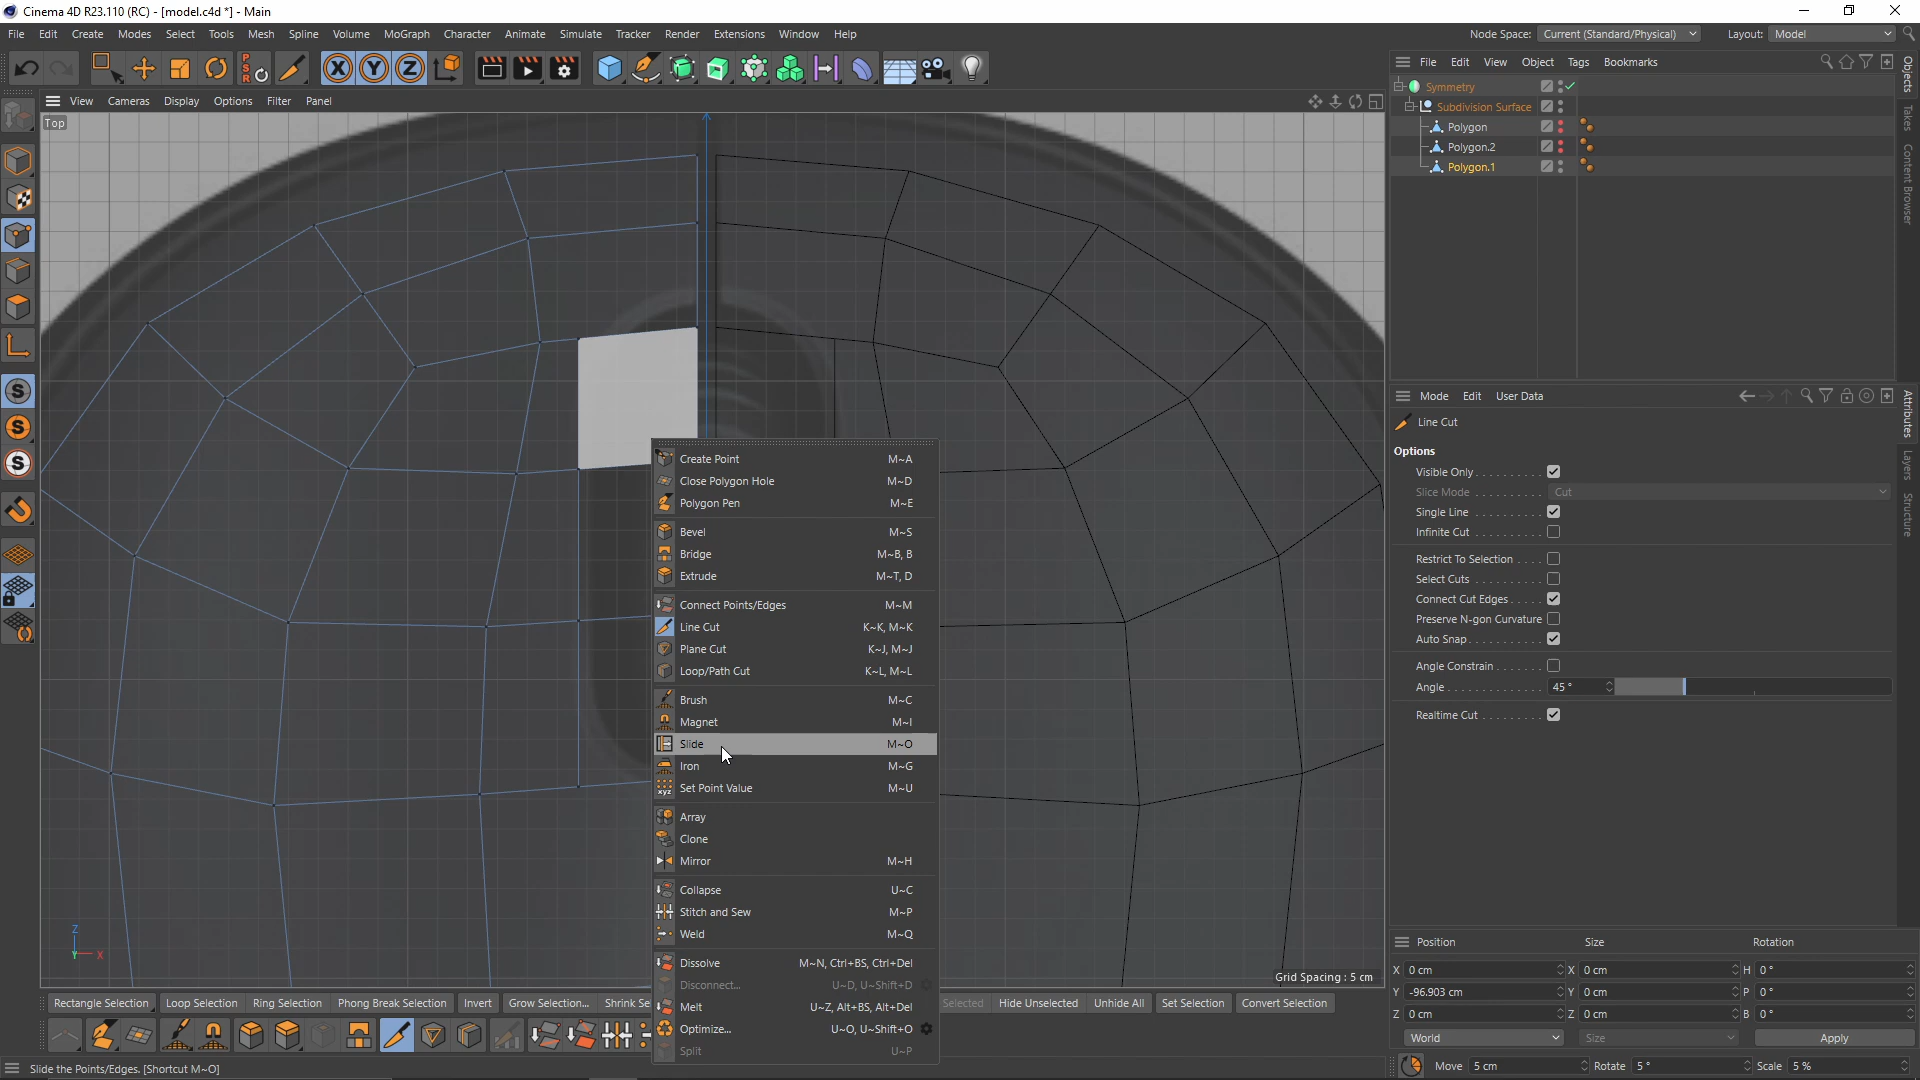 Cinema 4D R23.110 (RC) - [model.c4d *] - Main
File Edit Create Modes Select Tools Mesh Spline Volume MoGraph Character Animate Simulate Tracker Render Extensions Window Help
Node Space: Current (Standard/Physical) Layout: Model
PSR X Y Z
File Edit View Object Tags Bookmarks
View Cameras Display Options Filter Panel
Top
Symmetry
Subdivision Surface
Polygon
Polygon.2
Polygon.1
Objects
Takes
Content Browser
Mode Edit User Data
Line Cut
Options
Visible Only
Slice Mode Cut
Single Line
Infinite Cut
Restrict To Selection
Select Cuts
Connect Cut Edges
Preserve N-gon Curvature
Auto Snap
Angle Constrain
Angle 45 °
Realtime Cut
Attributes
Layers
Structure
Create Point M~A
Close Polygon Hole M~D
Polygon Pen M~E
Bevel M~S
Bridge M~B, B
Extrude M~T, D
Connect Points/Edges M~M
Line Cut K~K, M~K
Plane Cut K~J, M~J
Loop/Path Cut K~L, M~L
Brush M~C
Magnet M~I
Slide M~O
Iron M~G
Set Point Value M~U
Array
Clone
Mirror M~H
Collapse U~C
Stitch and Sew M~P
Weld M~Q
Dissolve M~N, Ctrl+BS, Ctrl+Del
Disconnect... U~D, U~Shift+D
Melt U~Z, Alt+BS, Alt+Del
Optimize... U~O, U~Shift+O
Split U~P
Z
Y X
Grid Spacing : 5 cm
Rectangle Selection Loop Selection Ring Selection Phong Break Selection Invert Grow Selection... Shrink Se Selected Hide Unselected Unhide All Set Selection Convert Selection
Position Size Rotation
X 0 cm X 0 cm H 0 °
Y -96.903 cm Y 0 cm P 0 °
Z 0 cm Z 0 cm B 0 °
World Size Apply
Move 5 cm Rotate 5 ° Scale 5 %
Slide the Points/Edges. [Shortcut M~O]